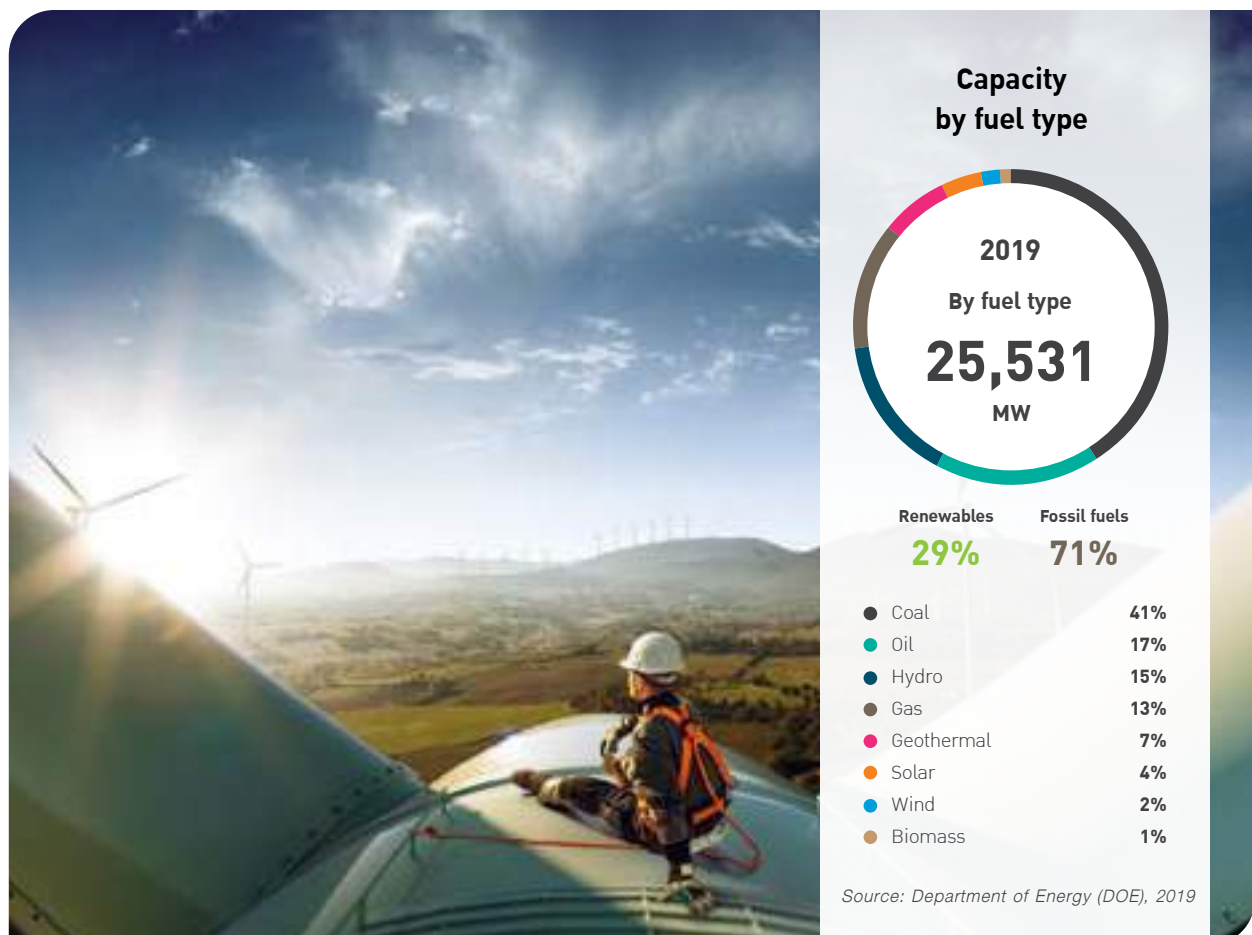 Capacity
by fuel type
2019
By fuel type
25,531
MW
Renewables Fossil fuels
29% 71%
Coal 41%
Oil 17%
Hydro 15%
Gas 13%
Geothermal 7%
Solar 4%
Wind 2%
Biomass 1%
Source: Department of Energy (DOE), 2019